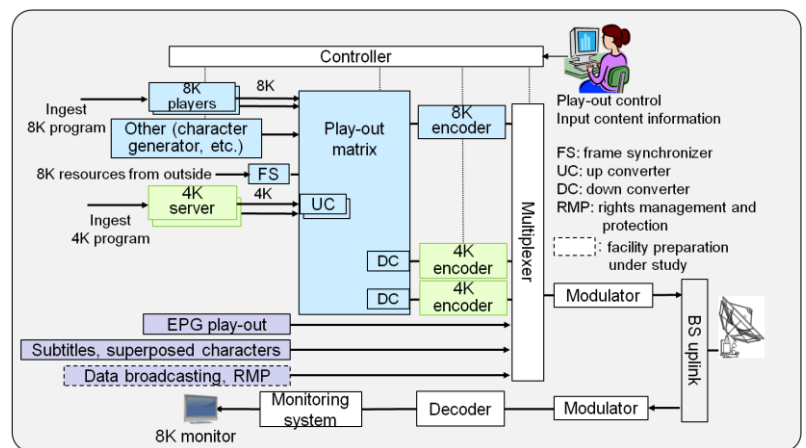 Controller
8K
players
8K
Ingest
8K program
Other (character
generator, etc.)
Play-out
matrix
8K
encoder
8K resources from outside
FS
4K
server
4K
UC
Ingest
4K program
DC
4K
encoder
DC
4K
encoder
Multiplexer
EPG play-out
Subtitles, superposed characters
Data broadcasting, RMP
Play-out control
Input content information
FS: frame synchronizer
UC: up converter
DC: down converter
RMP: rights management and
protection
: facility preparation
under study
Modulator
BS uplink
8K monitor
Monitoring
system
Decoder
Modulator